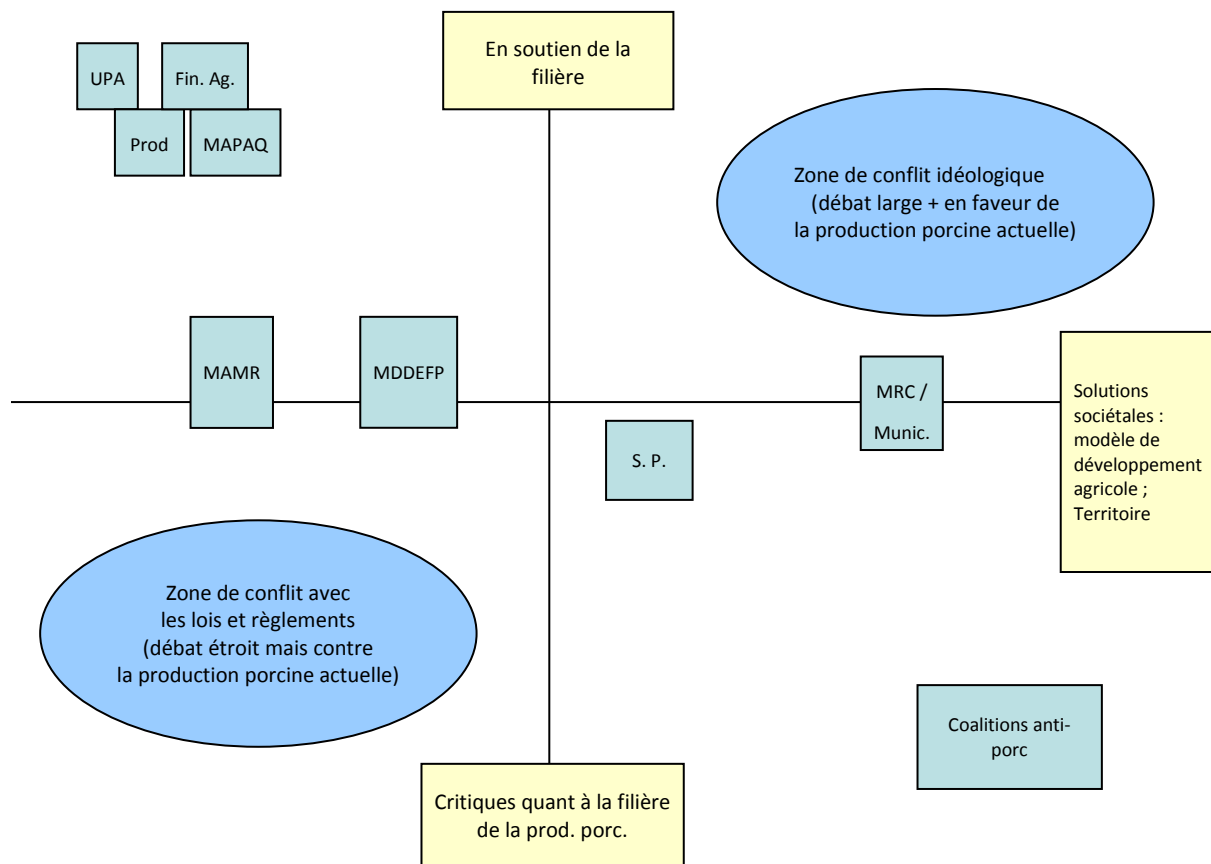 En soutien de la
filière
UPA
Fin. Ag.
Prod
MAPAQ
Zone de conflit idéologique
(débat large + en faveur de
la production porcine actuelle)
MAMR
MDDEFP
MRC /
Munic.
Solutions
sociétales :
modèle de
développement
agricole ;
Territoire
S. P.
Zone de conflit avec
les lois et règlements
(débat étroit mais contre
la production porcine actuelle)
Coalitions anti-
porc
Critiques quant à la filière
de la prod. porc.